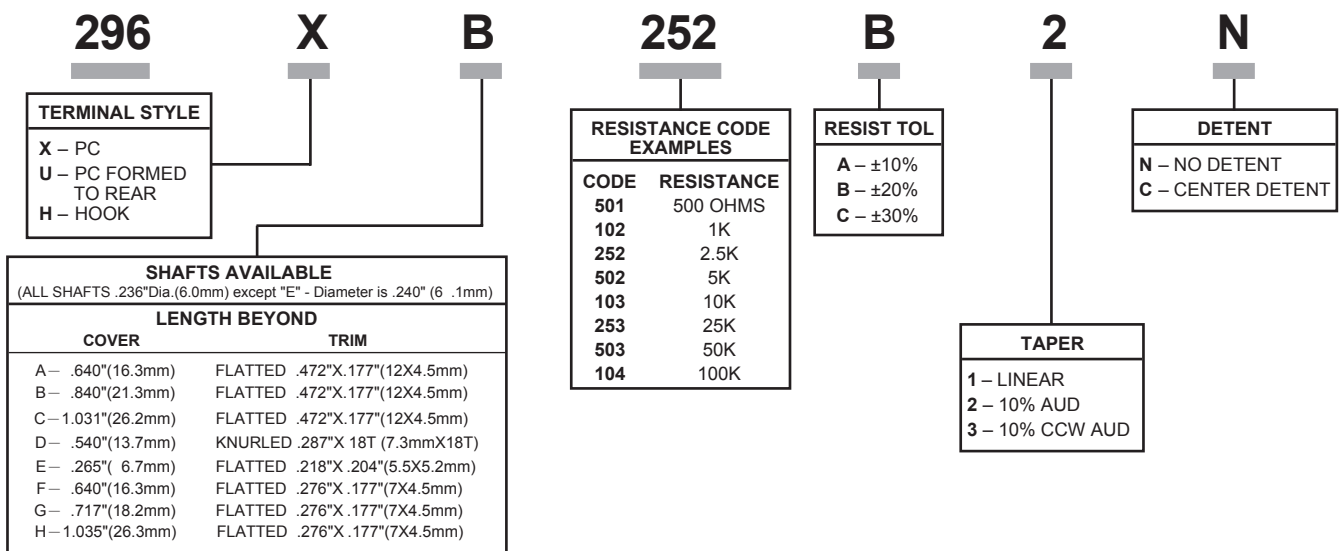 296 X B 252 B 2 N
TERMINAL STYLE
X – PC
U – PC FORMED
TO REAR
H – HOOK
SHAFTS AVAILABLE
(ALL SHAFTS .236"Dia.(6.0mm) except "E" - Diameter is .240" (6 .1mm)
LENGTH BEYOND
COVER TRIM
A— .640"(16.3mm) FLATTED .472"X.177"(12X4.5mm)
B— .840"(21.3mm) FLATTED .472"X.177"(12X4.5mm)
C—1.031"(26.2mm) FLATTED .472"X.177"(12X4.5mm)
D— .540"(13.7mm) KNURLED .287"X 18T (7.3mmX18T)
E— .265"( 6.7mm) FLATTED .218"X .204"(5.5X5.2mm)
F— .640"(16.3mm) FLATTED .276"X .177"(7X4.5mm)
G— .717"(18.2mm) FLATTED .276"X .177"(7X4.5mm)
H—1.035"(26.3mm) FLATTED .276"X .177"(7X4.5mm)
RESISTANCE CODE
EXAMPLES
CODE RESISTANCE
501 500 OHMS
102 1K
252 2.5K
502 5K
103 10K
253 25K
503 50K
104 100K
RESIST TOL
A – ±10%
B – ±20%
C – ±30%
TAPER
1 – LINEAR
2 – 10% AUD
3 – 10% CCW AUD
DETENT
N – NO DETENT
C – CENTER DETENT